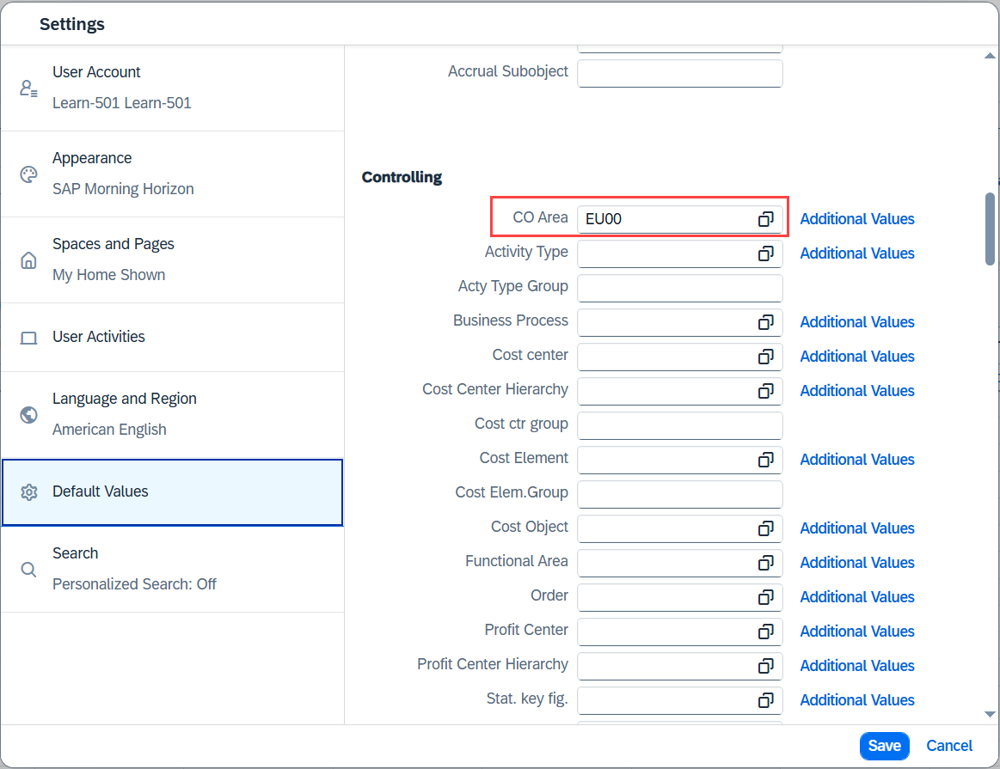 Settings
User Account
Learn-501 Learn-501
Appearance
SAP Morning Horizon
Spaces and Pages
My Home Shown
User Activities
Language and Region
American English
Default Values
Search
Personalized Search: Off
Accrual Subobject
Controlling
CO Area EU00 Additional Values
Activity Type Additional Values
Acty Type Group
Business Process Additional Values
Cost center Additional Values
Cost Center Hierarchy Additional Values
Cost ctr group
Cost Element Additional Values
Cost Elem.Group
Cost Object Additional Values
Functional Area Additional Values
Order Additional Values
Profit Center Additional Values
Profit Center Hierarchy Additional Values
Stat. key fig. Additional Values
Save Cancel